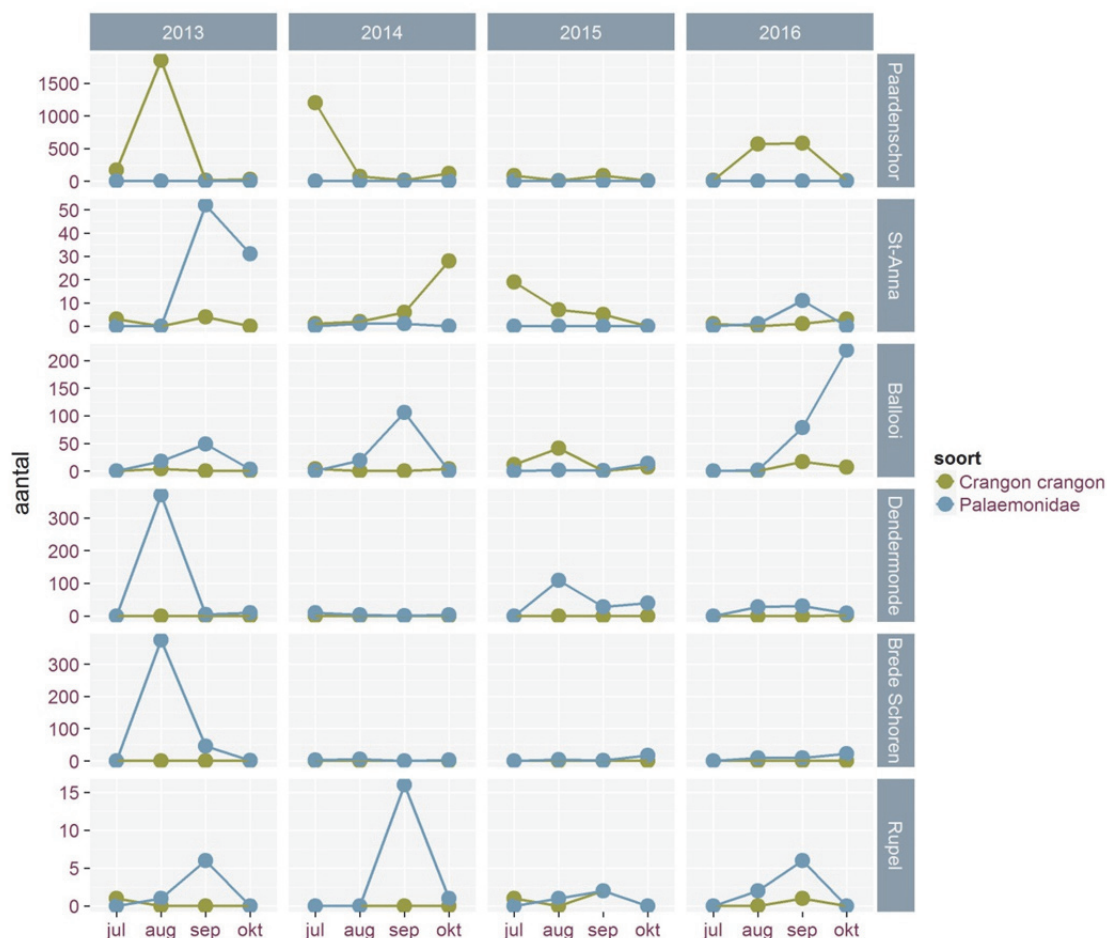 2013
2014
2015
2016
aantal
1500
1000
500
0
Paardenschor
50
40
30
20
10
0
St-Anna
200
150
100
50
0
Ballooi
300
200
100
0
Dendermonde
300
200
100
0
Brede Schoren
15
10
5
0
Rupel
jul aug sep okt
jul aug sep okt
jul aug sep okt
jul aug sep okt
soort
Crangon crangon
Palaemonidae